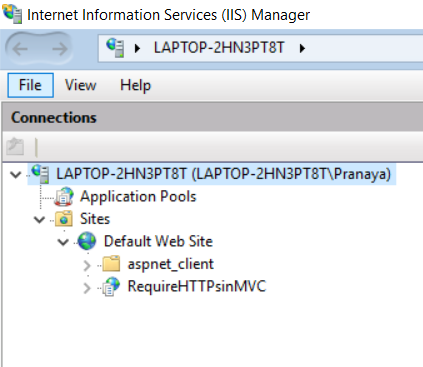 Internet Information Services (IIS) Manager
LAPTOP-2HN3PT8T
File View Help
Connections
LAPTOP-2HN3PT8T (LAPTOP-2HN3PT8T\Pranaya)
Application Pools
Sites
Default Web Site
aspnet_client
RequireHTTPsinMVC